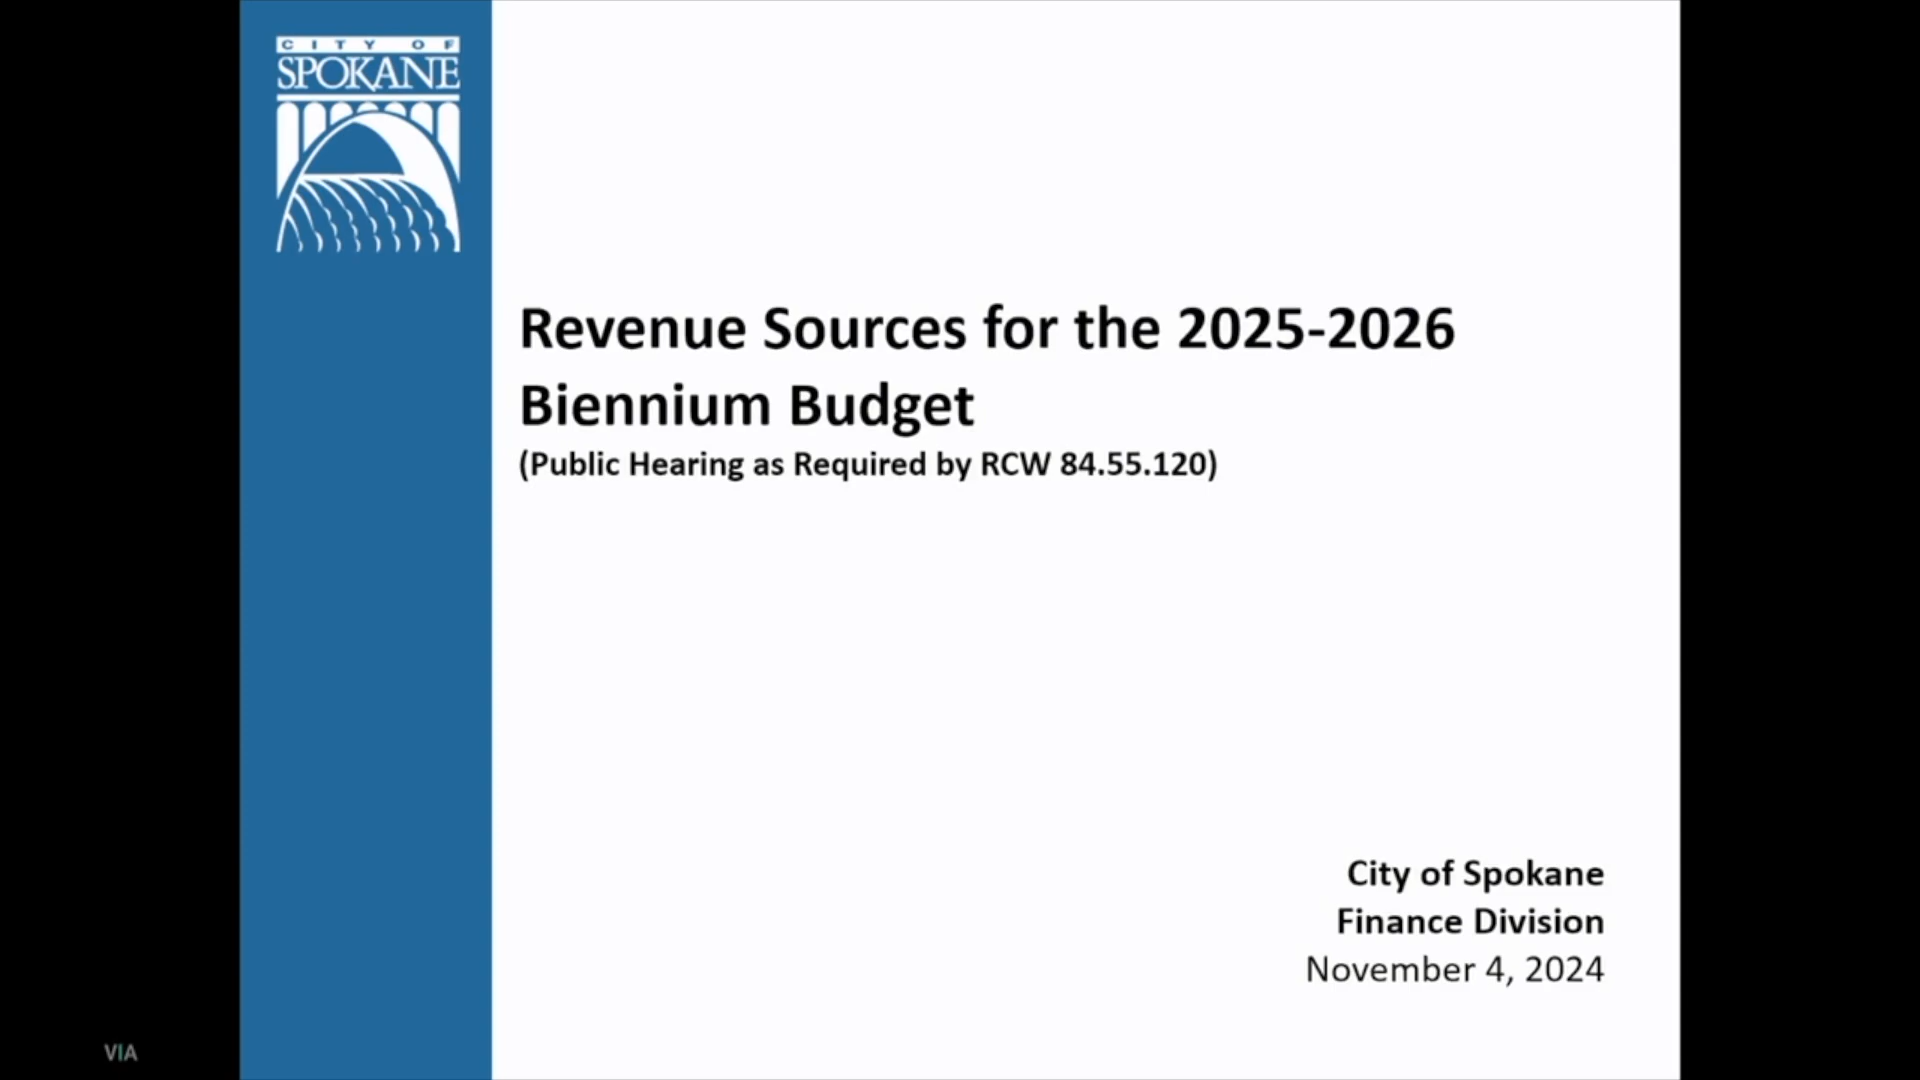 CITY OF
SPOKANE
Revenue Sources for the 2025-2026
Biennium Budget
(Public Hearing as Required by RCW 84.55.120)
City of Spokane
Finance Division
November 4, 2024
VIA